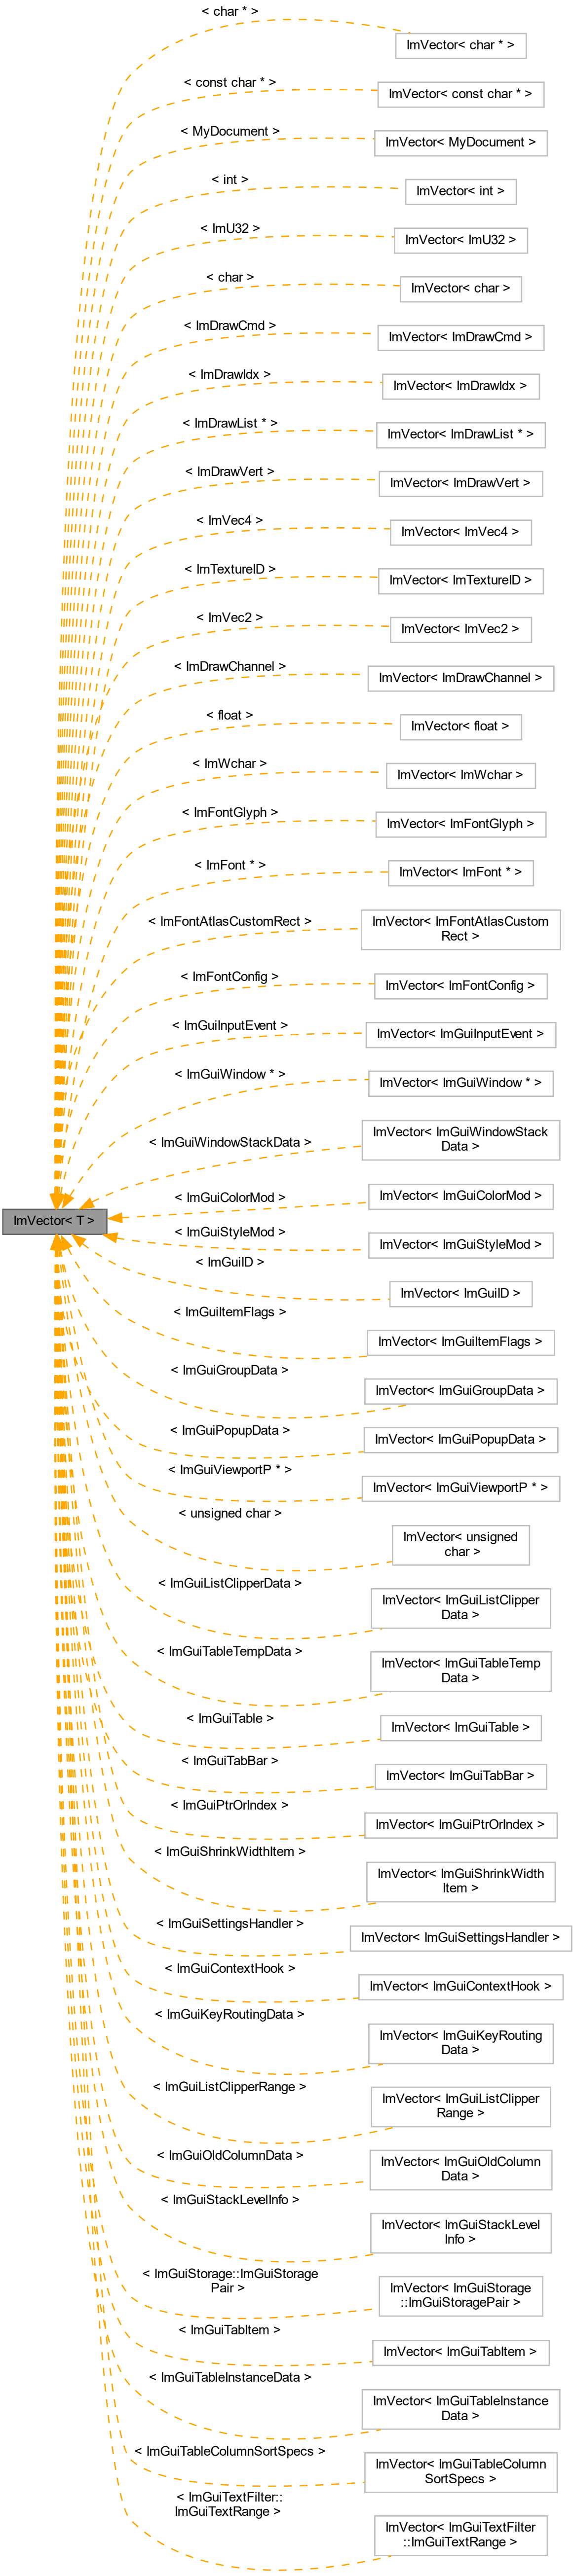 < char * >
ImVector< char * >
< const char * >
ImVector< const char * >
< MyDocument >
ImVector< MyDocument >
< int >
ImVector< int >
< ImU32 >
ImVector< ImU32 >
< char >
ImVector< char >
< ImDrawCmd >
ImVector< ImDrawCmd >
< ImDrawIdx >
ImVector< ImDrawIdx >
< ImDrawList * >
ImVector< ImDrawList * >
< ImDrawVert >
ImVector< ImDrawVert >
< ImVec4 >
ImVector< ImVec4 >
< ImTextureID >
ImVector< ImTextureID >
< ImVec2 >
ImVector< ImVec2 >
< ImDrawChannel >
ImVector< ImDrawChannel >
< float >
ImVector< float >
< ImWchar >
ImVector< ImWchar >
< ImFontGlyph >
ImVector< ImFontGlyph >
< ImFont * >
ImVector< ImFont * >
< ImFontAtlasCustomRect >
ImVector< ImFontAtlasCustom
Rect >
< ImFontConfig >
ImVector< ImFontConfig >
< ImGuiInputEvent >
ImVector< ImGuiInputEvent >
< ImGuiWindow * >
ImVector< ImGuiWindow * >
< ImGuiWindowStackData >
ImVector< ImGuiWindowStack
Data >
< ImGuiColorMod >
ImVector< ImGuiColorMod >
ImVector< T >
< ImGuiStyleMod >
ImVector< ImGuiStyleMod >
< ImGuiID >
ImVector< ImGuiID >
< ImGuiItemFlags >
ImVector< ImGuiItemFlags >
< ImGuiGroupData >
ImVector< ImGuiGroupData >
< ImGuiPopupData >
ImVector< ImGuiPopupData >
< ImGuiViewportP * >
ImVector< ImGuiViewportP * >
< unsigned char >
ImVector< unsigned
char >
< ImGuiListClipperData >
ImVector< ImGuiListClipper
Data >
< ImGuiTableTempData >
ImVector< ImGuiTableTemp
Data >
< ImGuiTable >
ImVector< ImGuiTable >
< ImGuiTabBar >
ImVector< ImGuiTabBar >
< ImGuiPtrOrIndex >
ImVector< ImGuiPtrOrIndex >
< ImGuiShrinkWidthItem >
ImVector< ImGuiShrinkWidth
Item >
< ImGuiSettingsHandler >
ImVector< ImGuiSettingsHandler >
< ImGuiContextHook >
ImVector< ImGuiContextHook >
< ImGuiKeyRoutingData >
ImVector< ImGuiKeyRouting
Data >
< ImGuiListClipperRange >
ImVector< ImGuiListClipper
Range >
< ImGuiOldColumnData >
ImVector< ImGuiOldColumn
Data >
< ImGuiStackLevelInfo >
ImVector< ImGuiStackLevel
Info >
< ImGuiStorage::ImGuiStorage
Pair >
ImVector< ImGuiStorage
::ImGuiStoragePair >
< ImGuiTabItem >
ImVector< ImGuiTabItem >
< ImGuiTableInstanceData >
ImVector< ImGuiTableInstance
Data >
< ImGuiTableColumnSortSpecs >
ImVector< ImGuiTableColumn
SortSpecs >
< ImGuiTextFilter::
ImGuiTextRange >
ImVector< ImGuiTextFilter
::ImGuiTextRange >